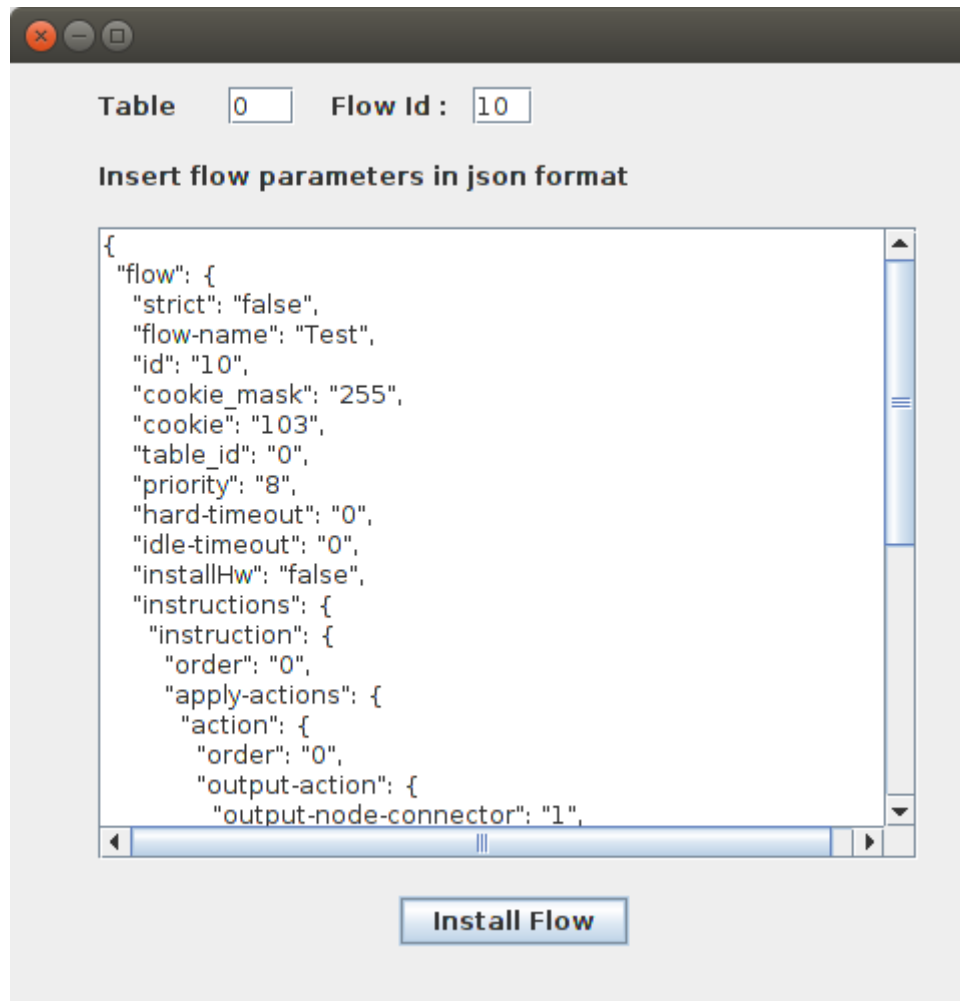 Table 0 Flow Id : 10
Insert flow parameters in json format
{
"flow": {
"strict": "false",
"flow-name": "Test",
"id": "10",
"cookie_mask": "255",
"cookie": "103",
"table_id": "0",
"priority": "8",
"hard-timeout": "0",
"idle-timeout": "0",
"installHw": "false",
"instructions": {
"instruction": {
"order": "0",
"apply-actions": {
"action": {
"order": "0",
"output-action": {
"output-node-connector": "1",
Install Flow